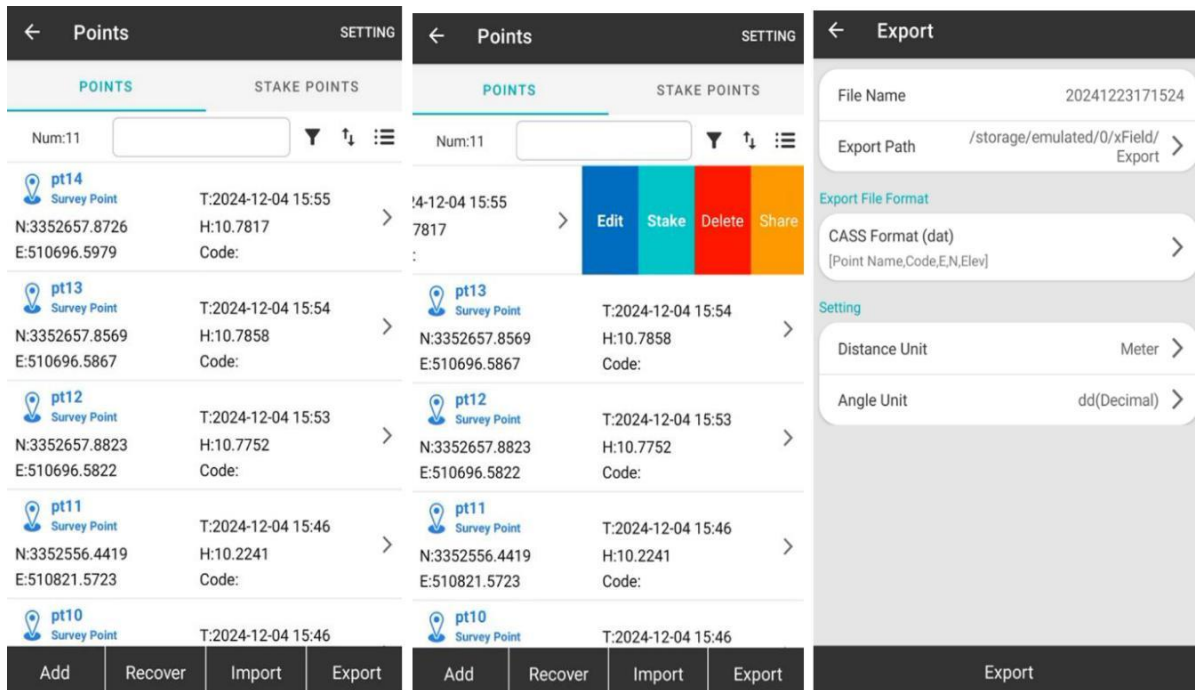 Points
SETTING
POINTS
STAKE POINTS
Num:11
pt14
Survey Point
T:2024-12-04 15:55
N:3352657.8726
H:10.7817
E:510696.5979
Code:
pt13
Survey Point
T:2024-12-04 15:54
N:3352657.8569
H:10.7858
E:510696.5867
Code:
pt12
Survey Point
T:2024-12-04 15:53
N:3352657.8823
H:10.7752
E:510696.5822
Code:
pt11
Survey Point
T:2024-12-04 15:46
N:3352556.4419
H:10.2241
E:510821.5723
Code:
pt10
Survey Point
T:2024-12-04 15:46
Add
Recover
Import
Export
Points
SETTING
POINTS
STAKE POINTS
Num:11
4-12-04 15:55
7817
:
Edit
Stake
Delete
Share
pt13
Survey Point
T:2024-12-04 15:54
N:3352657.8569
H:10.7858
E:510696.5867
Code:
pt12
Survey Point
T:2024-12-04 15:53
N:3352657.8823
H:10.7752
E:510696.5822
Code:
pt11
Survey Point
T:2024-12-04 15:46
N:3352556.4419
H:10.2241
E:510821.5723
Code:
pt10
Survey Point
T:2024-12-04 15:46
Add
Recover
Import
Export
Export
File Name
20241223171524
Export Path
/storage/emulated/0/xField/
Export
Export File Format
CASS Format (dat)
[Point Name,Code,E,N,Elev]
Setting
Distance Unit
Meter
Angle Unit
dd(Decimal)
Export